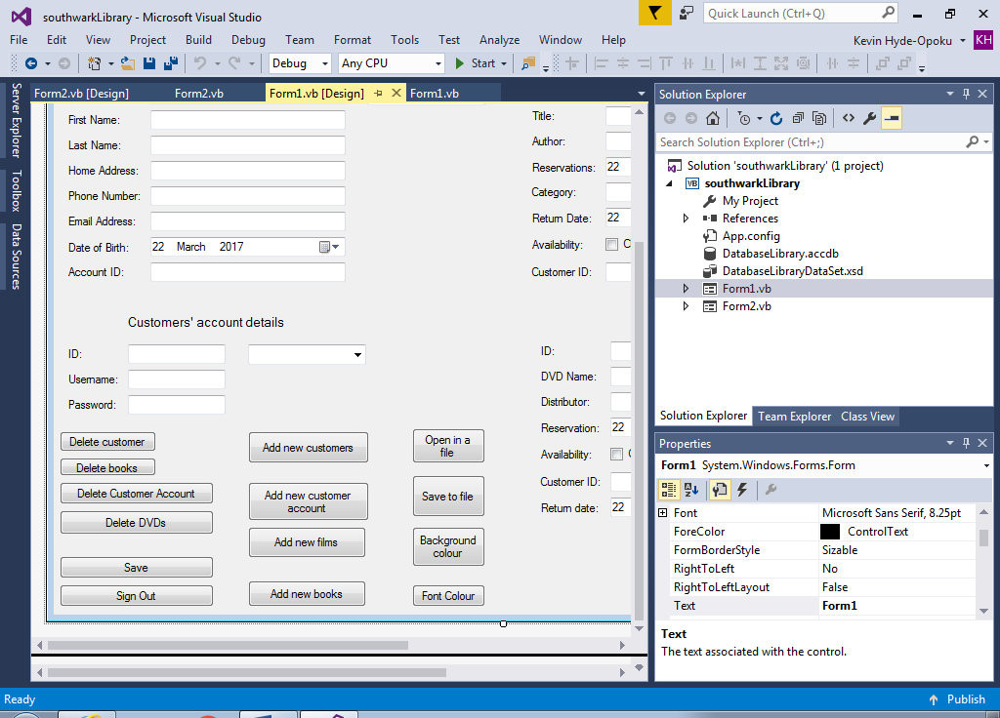 southwarkLibrary - Microsoft Visual Studio
Quick Launch (Ctrl+Q)
File Edit View Project Build Debug Team Format Tools Test Analyze Window Help
Kevin Hyde-Opoku KH
Debug Any CPU Start
Server Explorer
Toolbox
Data Sources
Form2.vb [Design] Form2.vb Form1.vb [Design] Form1.vb
First Name:
Last Name:
Home Address:
Phone Number:
Email Address:
Date of Birth: 22 March 2017
Account ID:
Title:
Author:
Reservations: 22
Category:
Return Date: 22
Availability:
Customer ID:
Customers' account details
ID:
Username:
Password:
ID:
DVD Name:
Distributor:
Reservation: 22
Availability:
Customer ID:
Return date: 22
Delete customer
Delete books
Delete Customer Account
Delete DVDs
Save
Sign Out
Add new customers
Add new customer
account
Add new films
Add new books
Open in a
file
Save to file
Background
colour
Font Colour
Solution Explorer
Search Solution Explorer (Ctrl+;)
Solution 'southwarkLibrary' (1 project)
VB southwarkLibrary
My Project
References
App.config
DatabaseLibrary.accdb
DatabaseLibraryDataSet.xsd
Form1.vb
Form2.vb
Solution Explorer Team Explorer Class View
Properties
Form1 System.Windows.Forms.Form
Font Microsoft Sans Serif, 8.25pt
ForeColor ControlText
FormBorderStyle Sizable
RightToLeft No
RightToLeftLayout False
Text Form1
Text
The text associated with the control.
Ready
Publish